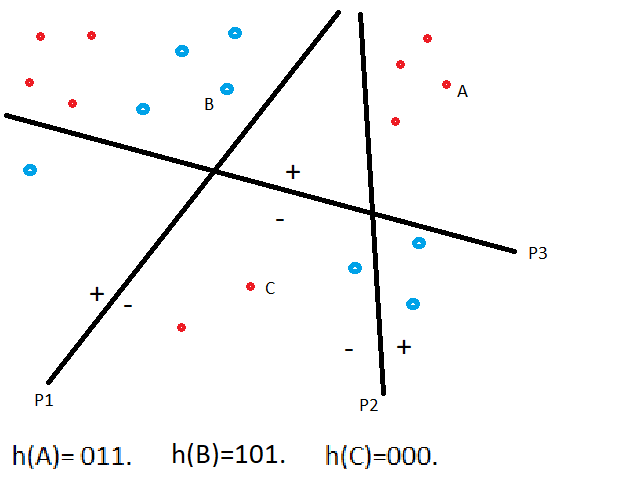 A
B
+
-
P3
C
+ -
- +
P1
P2
h(A)= 011. h(B)=101. h(C)=000.